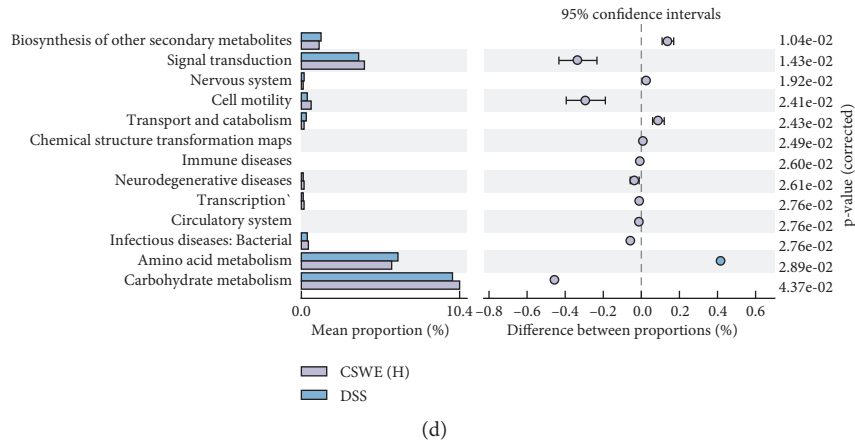 95% confidence intervals
Biosynthesis of other secondary metabolites 1.04e-02
Signal transduction 1.43e-02
Nervous system 1.92e-02
Cell motility 2.41e-02
Transport and catabolism 2.43e-02
Chemical structure transformation maps 2.49e-02
Immune diseases 2.60e-02
Neurodegenerative diseases 2.61e-02
Transcription` 2.76e-02
Circulatory system 2.76e-02
Infectious diseases: Bacterial 2.76e-02
Amino acid metabolism 2.89e-02
Carbohydrate metabolism 4.37e-02
p-value (corrected)
0.0 10.4 −0.8 −0.6 −0.4 −0.2 0.0 0.2 0.4 0.6
Mean proportion (%) Difference between proportions (%)
CSWE (H)
DSS
(d)